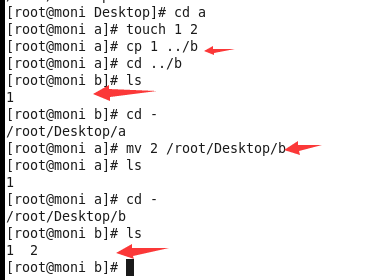 [root@moni Desktop]# cd a
[root@moni a]# touch 1 2
[root@moni a]# cp 1 ../b
[root@moni a]# cd ../b
[root@moni b]# ls
1
[root@moni b]# cd -
/root/Desktop/a
[root@moni a]# mv 2 /root/Desktop/b
[root@moni a]# ls
1
[root@moni a]# cd -
/root/Desktop/b
[root@moni b]# ls
1  2
[root@moni b]#